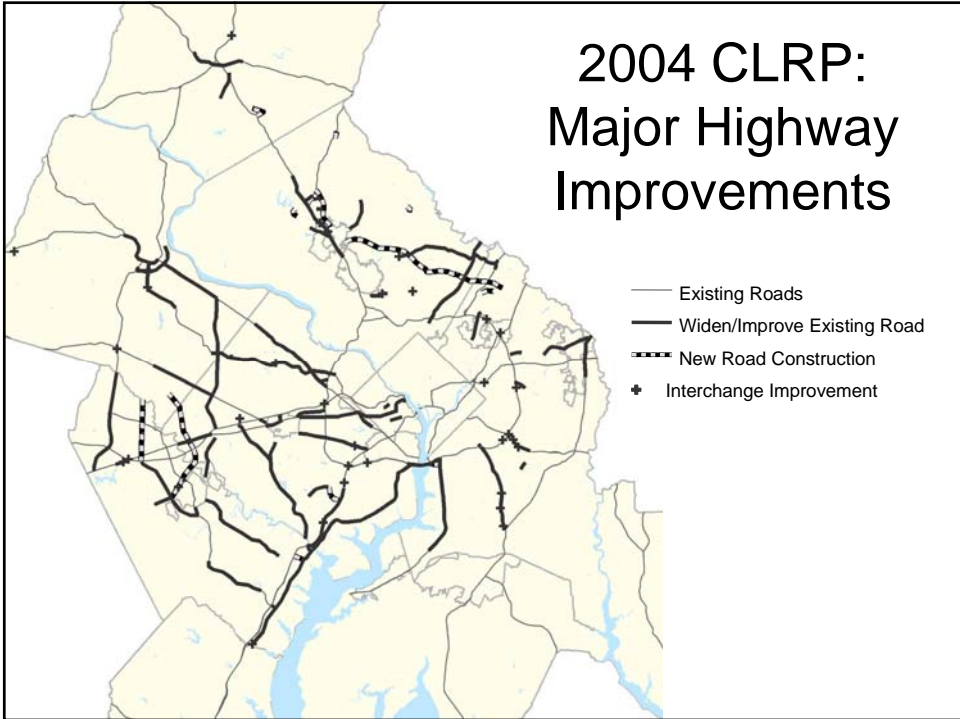 2004 CLRP:
Major Highway
Improvements
Existing Roads
Widen/Improve Existing Road
New Road Construction
Interchange Improvement